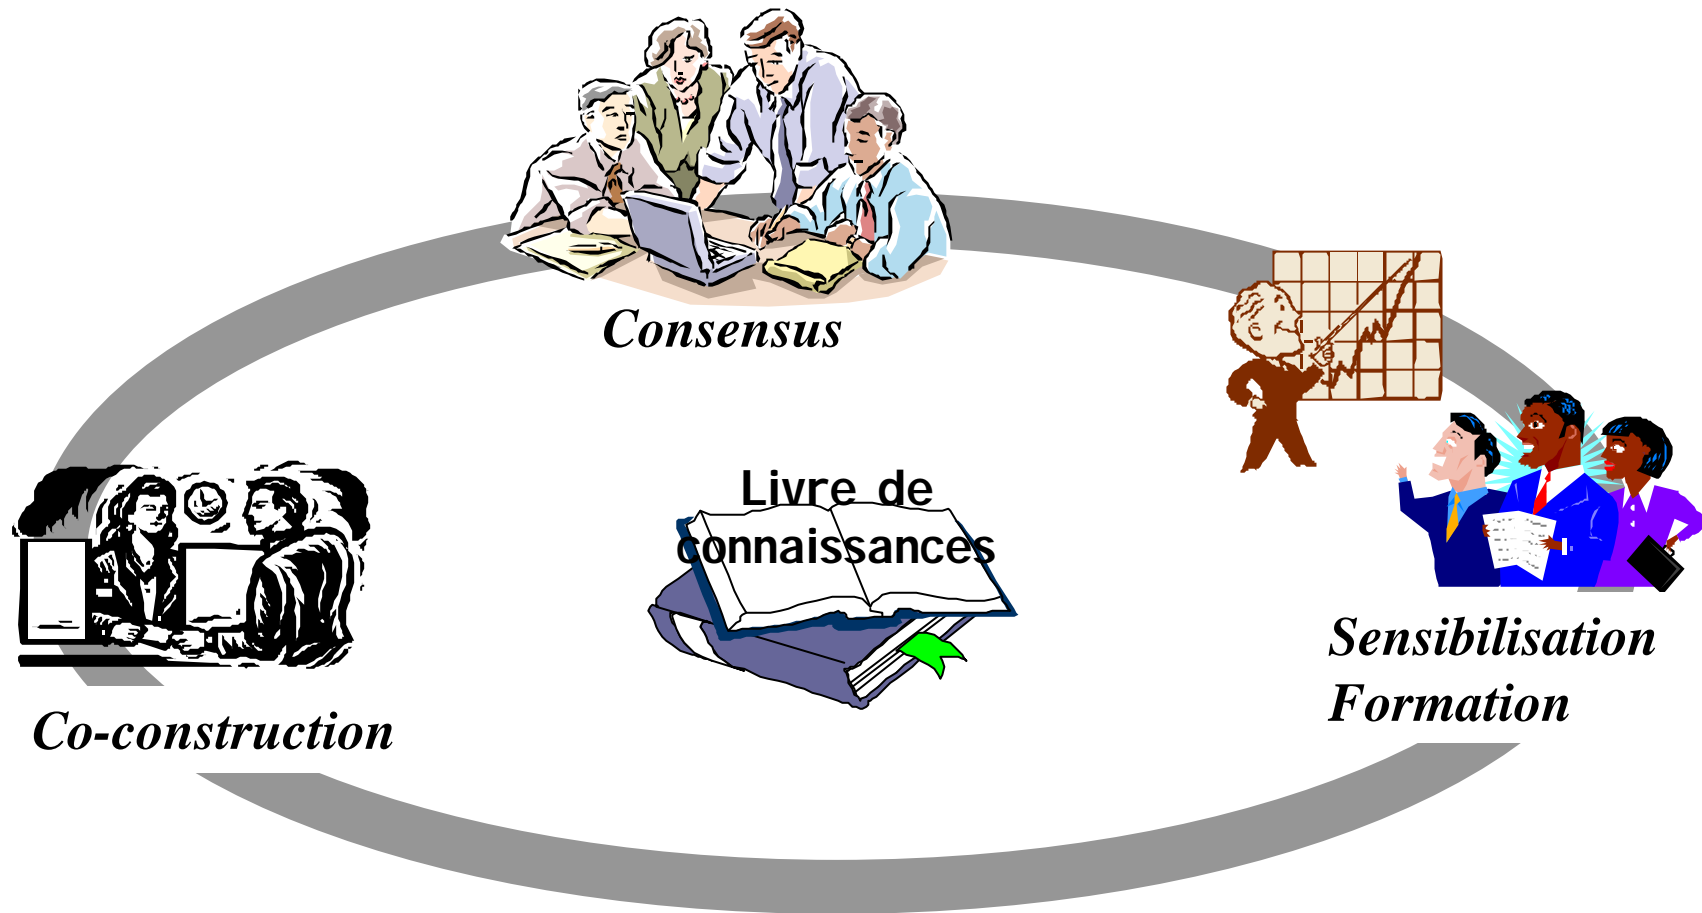 Consensus
Livre de
connaissances
Sensibilisation
Formation
Co-construction